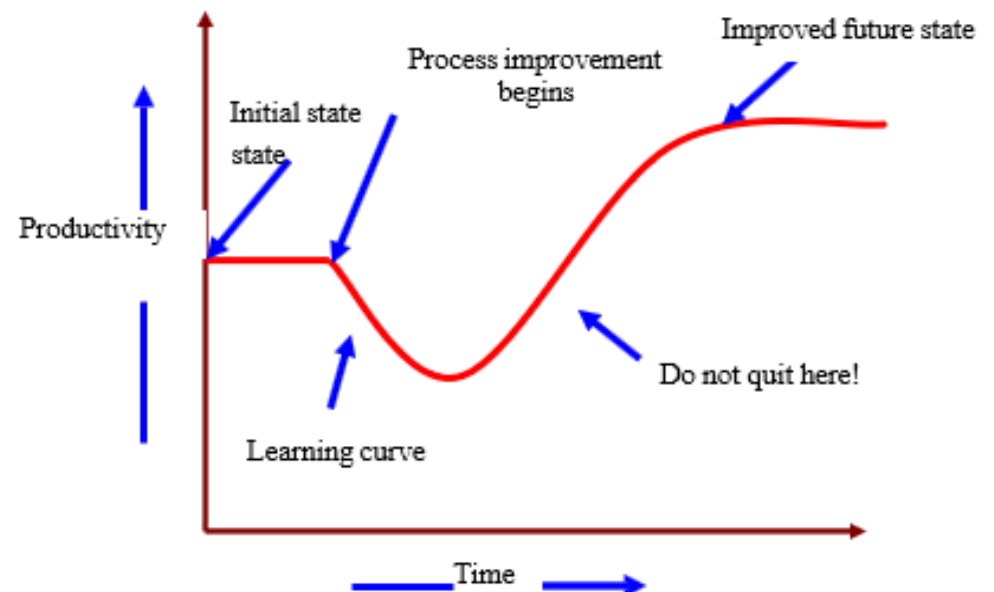 Improved future state
Process improvement
begins
Initial state
state
Productivity
Do not quit here!
Learning curve
Time